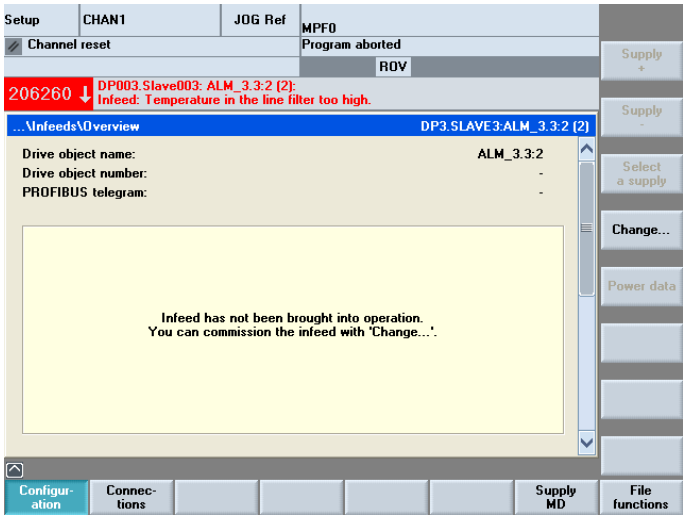 Setup CHAN1 JOG Ref MPF0
Channel reset Program aborted
ROV
206260 DP003.Slave003: ALM_3.3:2 (2):
Infeed: Temperature in the line filter too high.
...\Infeeds\Overview DP3.SLAVE3:ALM_3.3:2 (2)
Drive object name: ALM_3.3:2
Drive object number: -
PROFIBUS telegram: -
Infeed has not been brought into operation.
You can commission the infeed with 'Change...'.
Supply
+
Supply
-
Select
a supply
Change...
Power data
Configur-
ation
Connec-
tions
Supply
MD
File
functions